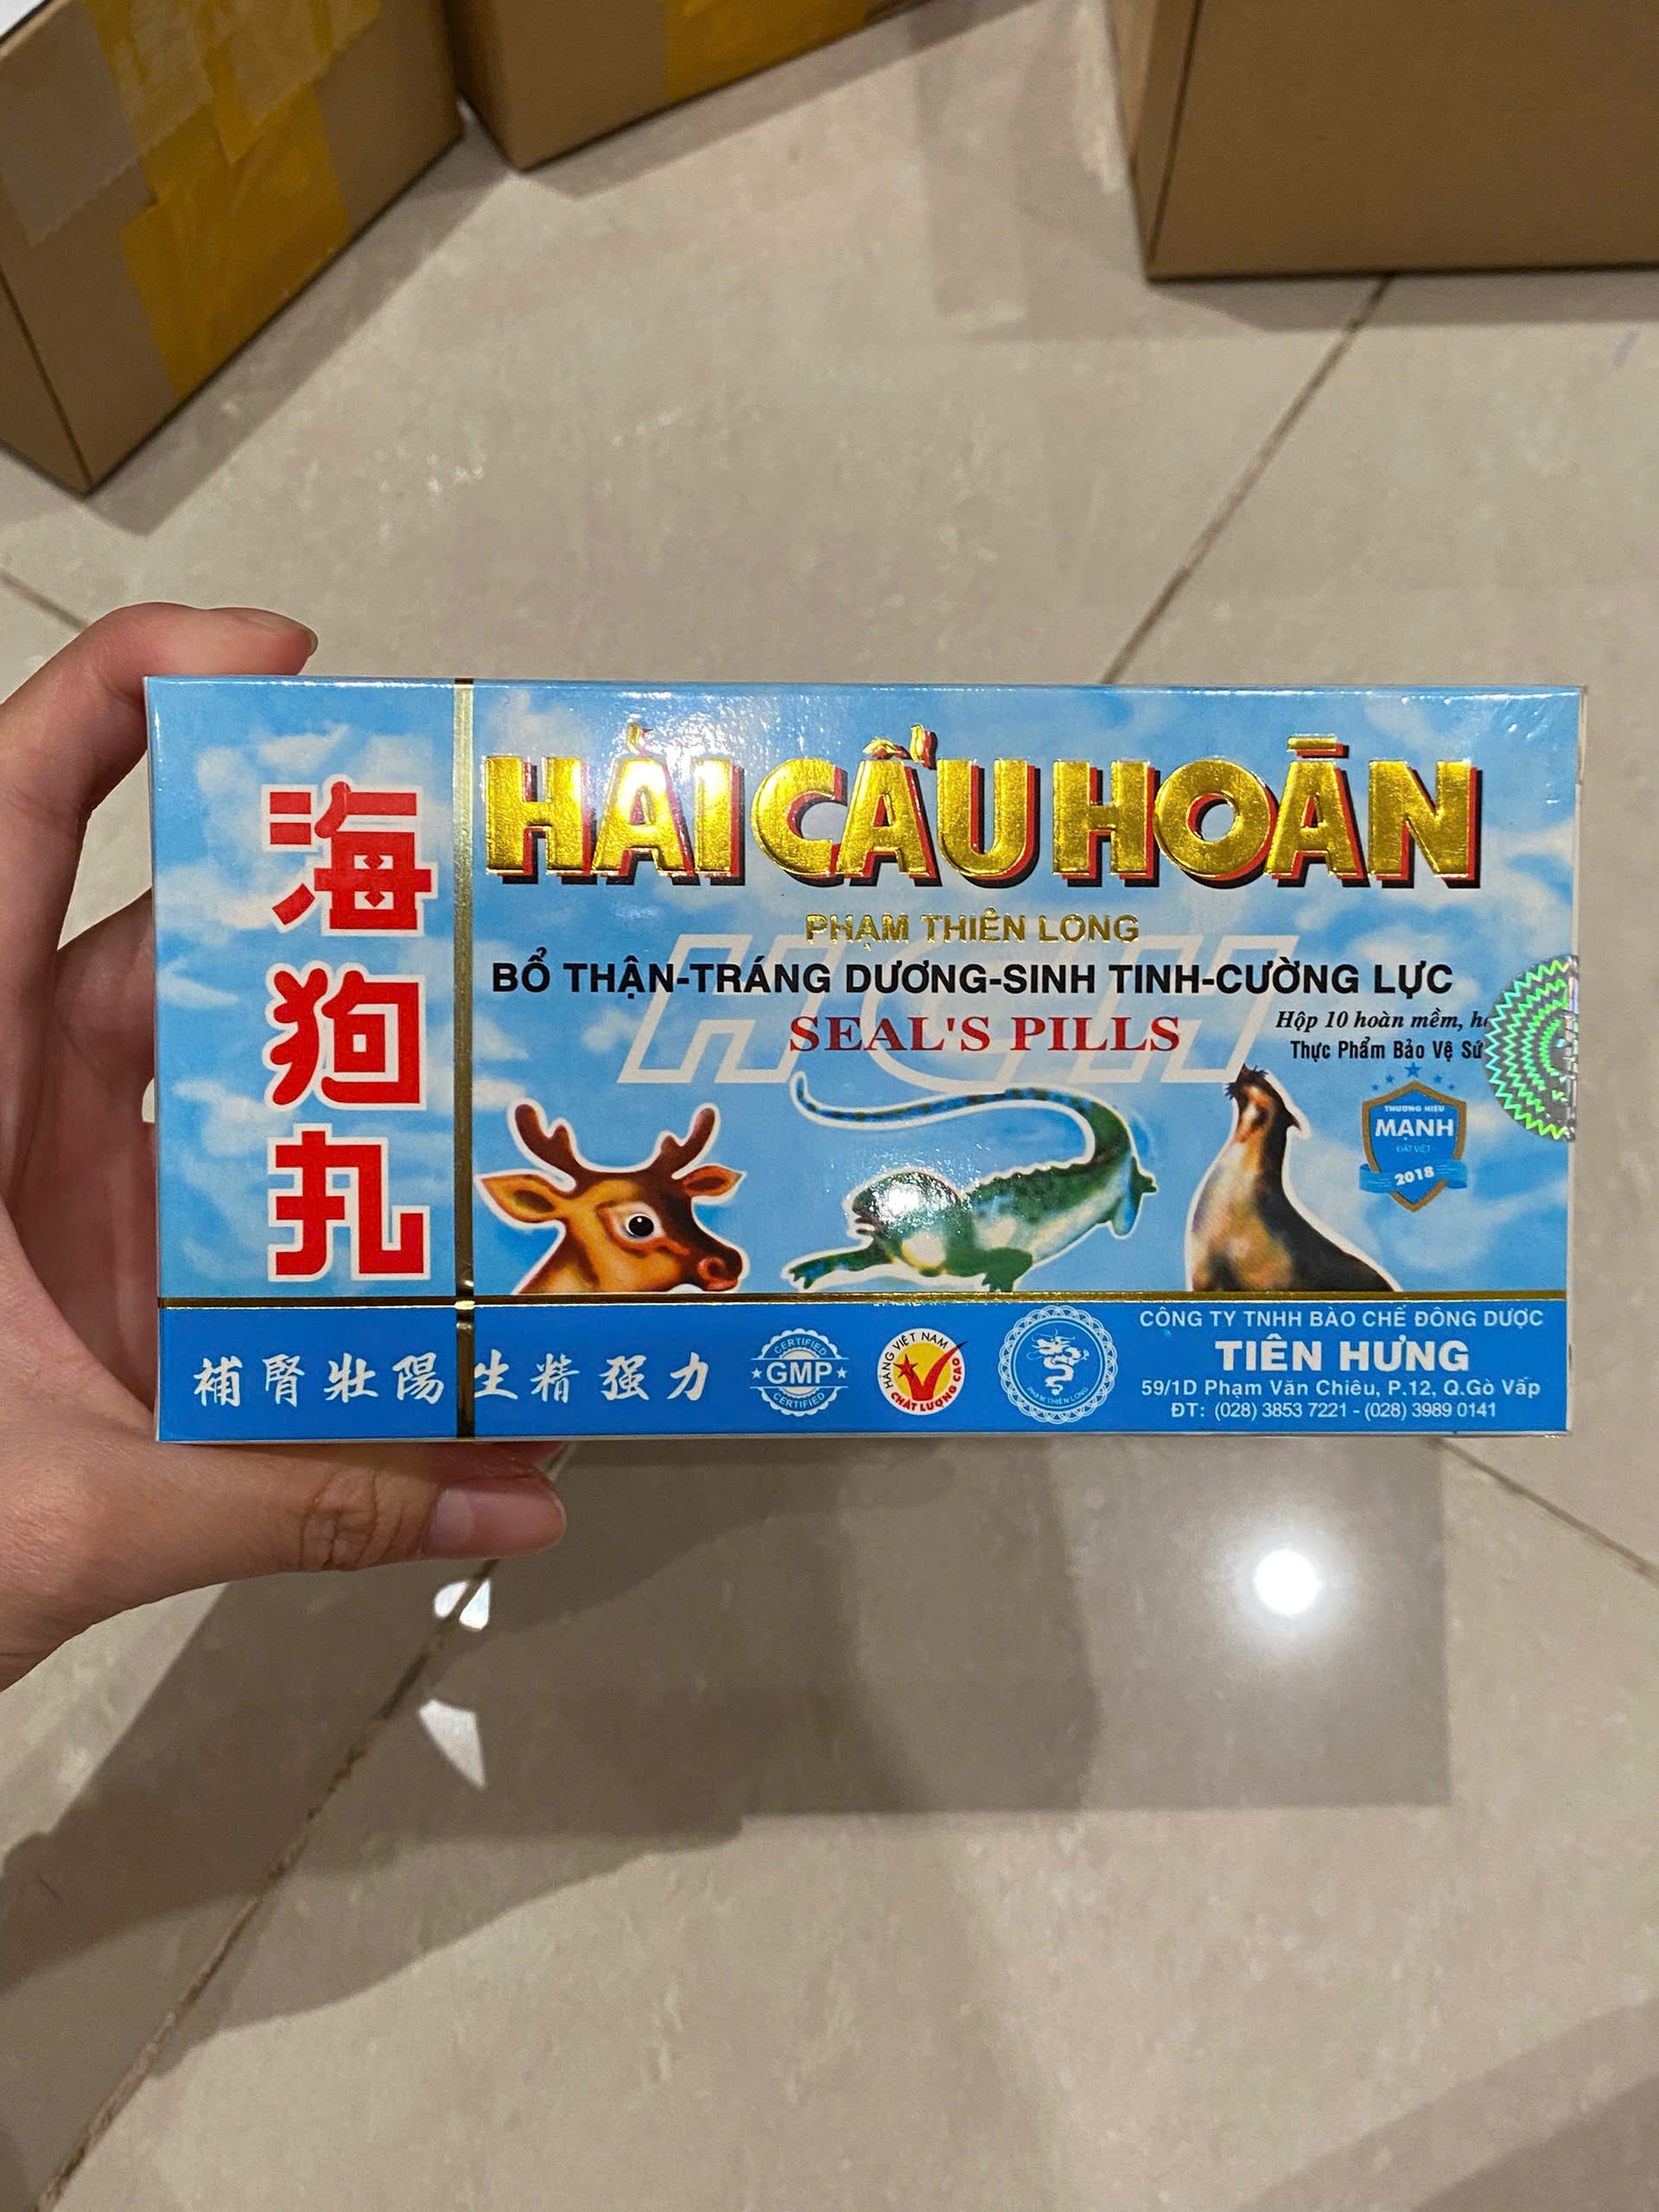 海狗丸
HẢI CẨU HOÀN
PHẠM THIÊN LONG
BỔ THẬN-TRÁNG DƯƠNG-SINH TINH-CƯỜNG LỰC
SEAL'S PILLS
Hộp 10 hoàn mềm,
Thực Phẩm Bảo Vệ
THƯƠNG HIỆU
MẠNH
ĐẤT VIỆT
2018
補腎壯陽生精强力
CERTIFIED
GMP
CERTIFIED
HÀNG VIỆT NAM
CHẤT LƯỢNG CAO
PHẠM THIÊN LONG
CÔNG TY TNHH BÀO CHẾ ĐÔNG DƯỢC
TIÊN HƯNG
59/1D Phạm Văn Chiêu, P.12, Q.Gò Vấp
ĐT: (028) 3853 7221 - (028) 3989 0141